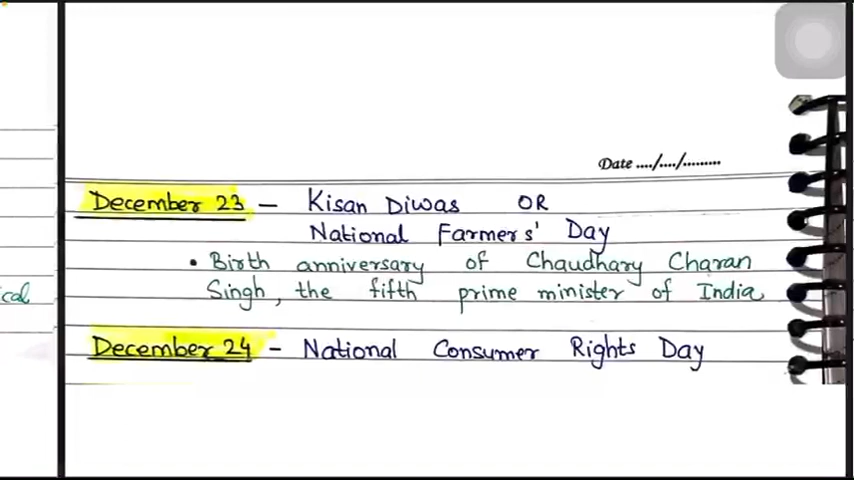 Date ..../..../.........
December 23 - Kisan Diwas OR
National Farmers' Day
• Birth anniversary of Chaudhary Charan
ical Singh, the fifth prime minister of India
December 24 - National Consumer Rights Day